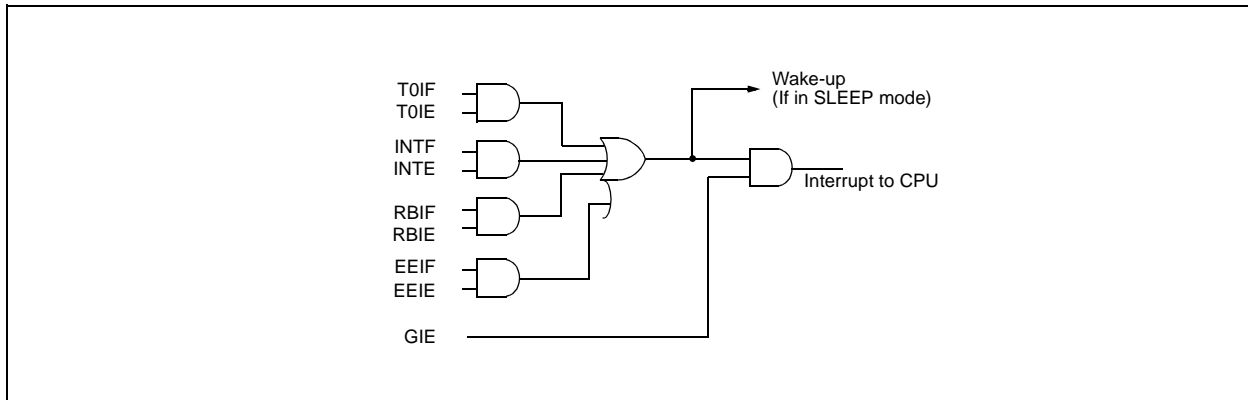 T0IF
T0IE
INTF
INTE
RBIF
RBIE
EEIF
EEIE
GIE
Wake-up
(If in SLEEP mode)
Interrupt to CPU